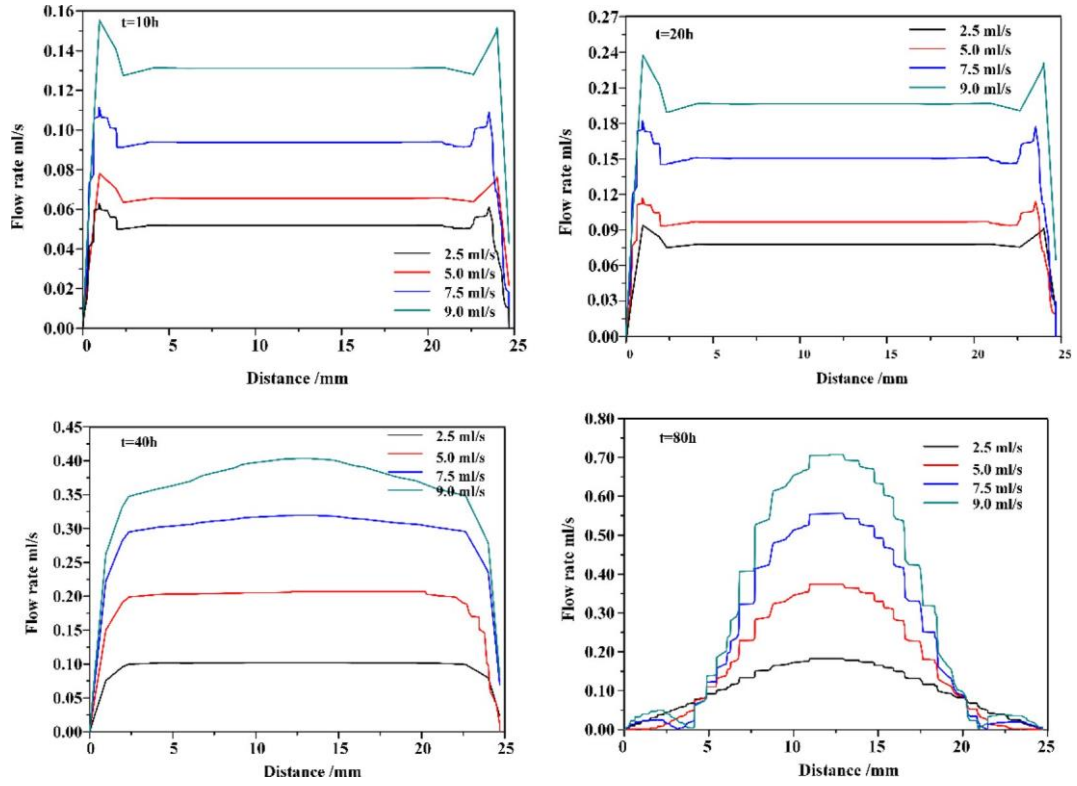 t=10h
0.16
0.14
0.12
0.10
0.08
0.06
0.04
0.02
0.00
Flow rate ml/s
2.5 ml/s
5.0 ml/s
7.5 ml/s
9.0 ml/s
0 5 10 15 20 25
Distance /mm
t=20h
0.27
0.24
0.21
0.18
0.15
0.12
0.09
0.06
0.03
0.00
Flow rate ml/s
2.5 ml/s
5.0 ml/s
7.5 ml/s
9.0 ml/s
0 5 10 15 20 25
Distance /mm
t=40h
0.45
0.40
0.35
0.30
0.25
0.20
0.15
0.10
0.05
0.00
Flow rate ml/s
2.5 ml/s
5.0 ml/s
7.5 ml/s
9.0 ml/s
0 5 10 15 20 25
Distance /mm
t=80h
0.80
0.70
0.60
0.50
0.40
0.30
0.20
0.10
0.00
Flow rate ml/s
2.5 ml/s
5.0 ml/s
7.5 ml/s
9.0 ml/s
0 5 10 15 20 25
Distance /mm